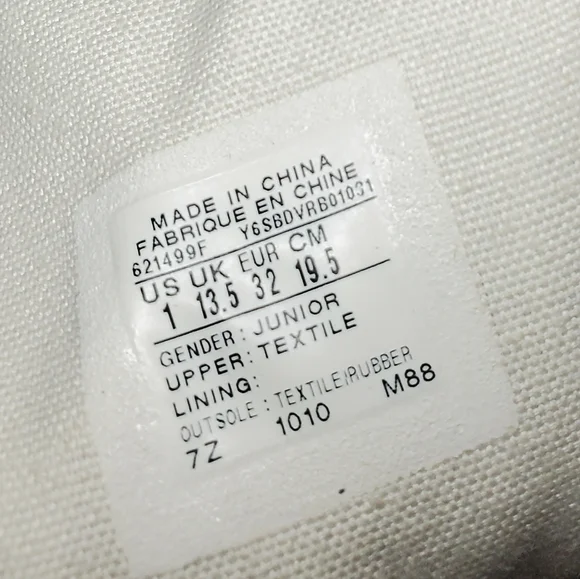 MADE IN CHINA
FABRIQUE EN CHINE
621499F Y6SBDVRB01031
US UK EUR CM
1 13.5 32 19.5
GENDER: JUNIOR
UPPER: TEXTILE
LINING:
OUTSOLE: TEXTILE/RUBBER
7Z 1010 M88